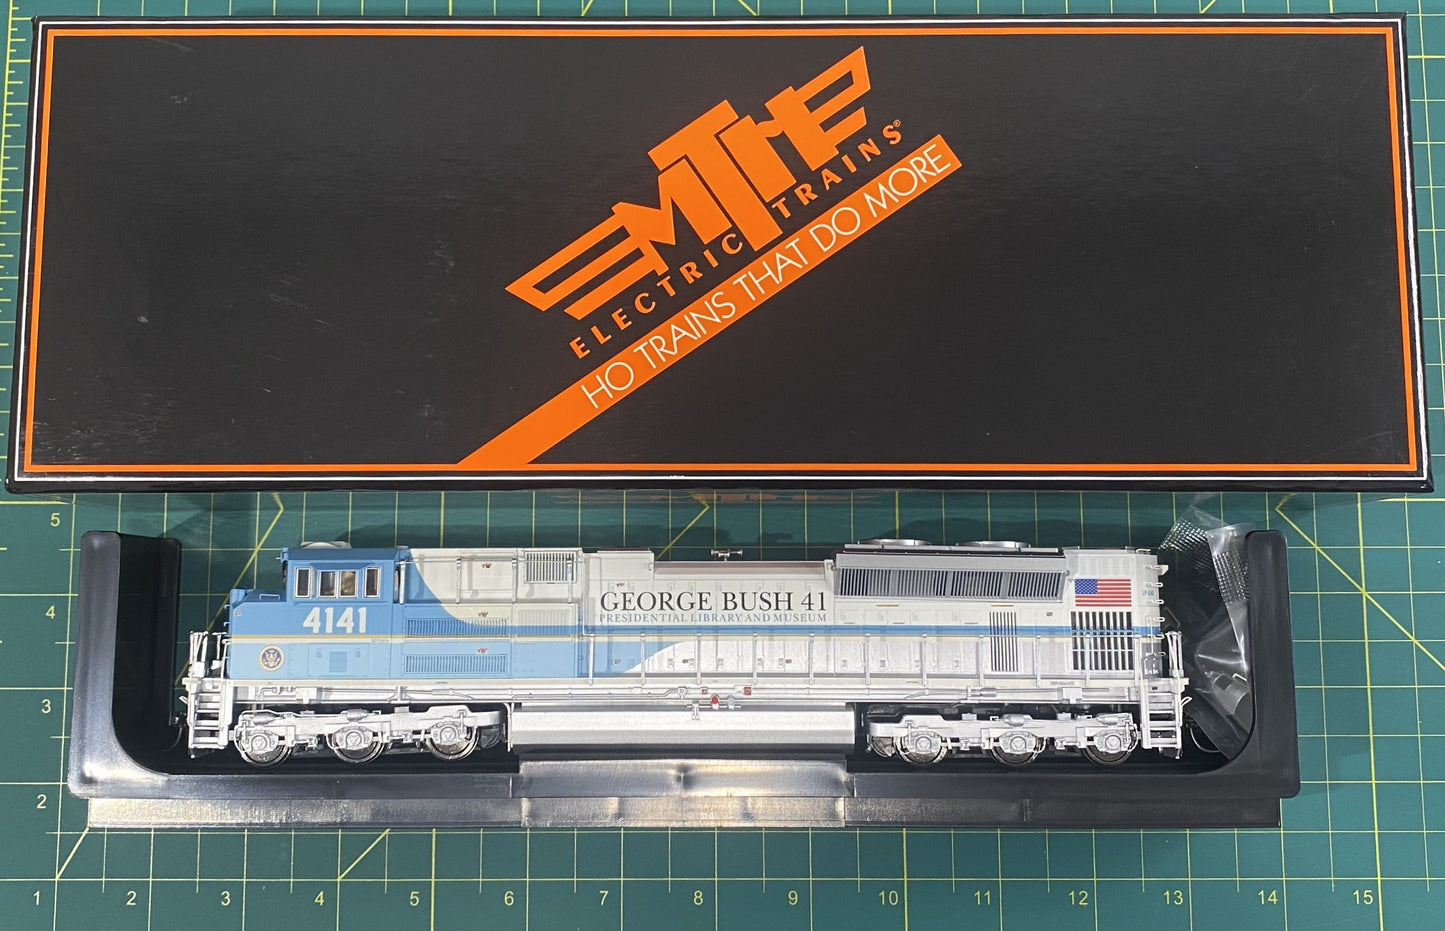 MTH
ELECTRIC TRAINS®
HO TRAINS THAT DO MORE
4141
GEORGE BUSH 41
PRESIDENTIAL LIBRARY AND MUSEUM
5
4
3
2
1 2 3 4 5 6 7 8 9 10 11 12 13 14 15